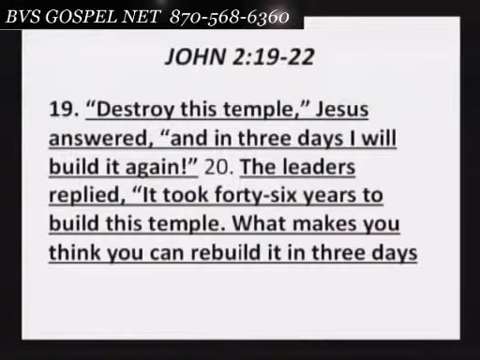 BVS GOSPEL NET 870-568-6360
JOHN 2:19-22
19. “Destroy this temple,” Jesus
answered, “and in three days I will
build it again!” 20. The leaders
replied, “It took forty-six years to
build this temple. What makes you
think you can rebuild it in three days